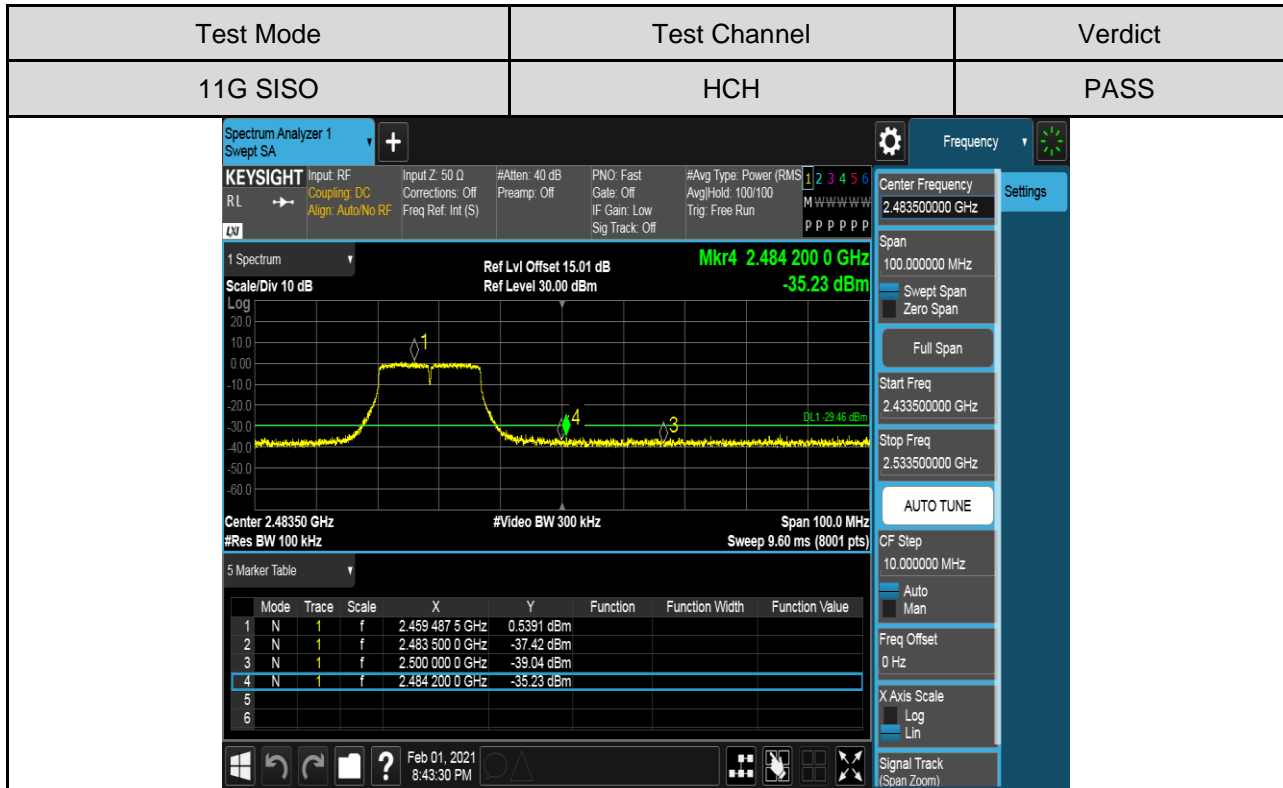 Test Mode Test Channel Verdict
11G SISO HCH PASS
Spectrum Analyzer 1
Swept SA
+
Frequency
KEYSIGHT Input: RF Input Z: 50 Ω #Atten: 40 dB PNO: Fast #Avg Type: Power (RMS 1 2 3 4 5 6
RL Coupling: DC Corrections: Off Preamp: Off Gate: Off Avg|Hold: 100/100 M W W W W W
Align: Auto/No RF Freq Ref: Int (S) IF Gain: Low Trig: Free Run
LXI Sig Track: Off P P P P P P
Center Frequency
2.483500000 GHz
Settings
Span
100.000000 MHz
Swept Span
Zero Span
Full Span
Start Freq
2.433500000 GHz
Stop Freq
2.533500000 GHz
AUTO TUNE
CF Step
10.000000 MHz
Auto
Man
Freq Offset
0 Hz
X Axis Scale
Log
Lin
Signal Track
(Span Zoom)
1 Spectrum
Ref Lvl Offset 15.01 dB
Mkr4 2.484 200 0 GHz
Scale/Div 10 dB Ref Level 30.00 dBm -35.23 dBm
Log
20.0
10.0
0.00
-10.0
-20.0
-30.0
-40.0
-50.0
-60.0
1
4
3
DL1 -29.46 dBm
Center 2.48350 GHz #Video BW 300 kHz Span 100.0 MHz
#Res BW 100 kHz Sweep 9.60 ms (8001 pts)
5 Marker Table
Mode Trace Scale X Y Function Function Width Function Value
1 N 1 f 2.459 487 5 GHz 0.5391 dBm
2 N 1 f 2.483 500 0 GHz -37.42 dBm
3 N 1 f 2.500 000 0 GHz -39.04 dBm
4 N 1 f 2.484 200 0 GHz -35.23 dBm
5
6
? Feb 01, 2021
8:43:30 PM